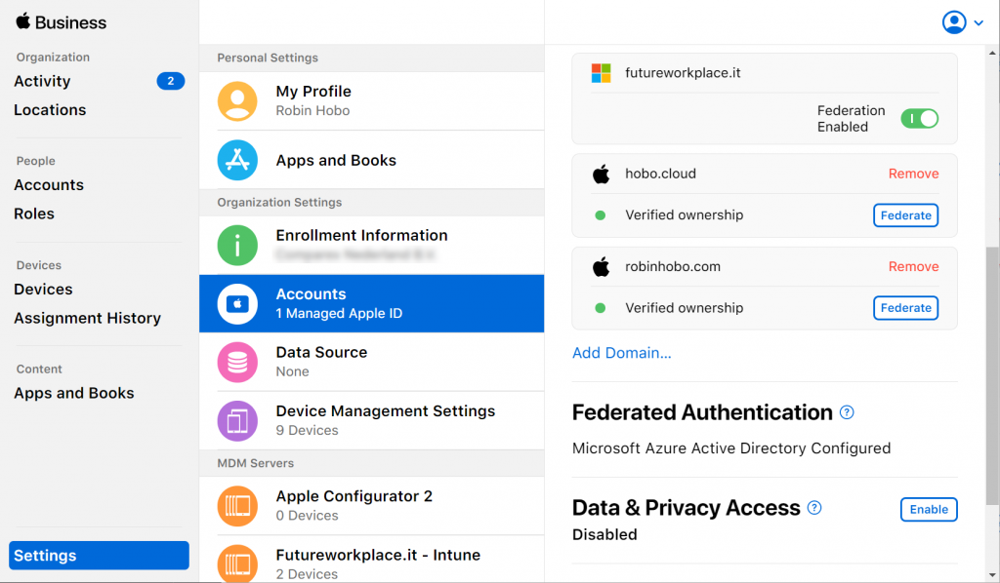 Business
Organization
Activity
2
Locations
People
Accounts
Roles
Devices
Devices
Assignment History
Content
Apps and Books
Settings
Personal Settings
My Profile
Robin Hobo
Apps and Books
Organization Settings
Enrollment Information
Accounts
1 Managed Apple ID
Data Source
None
Device Management Settings
9 Devices
MDM Servers
Apple Configurator 2
0 Devices
Futureworkplace.it - Intune
2 Devices
futureworkplace.it
Federation
Enabled
hobo.cloud Remove
Verified ownership Federate
robinhobo.com Remove
Verified ownership Federate
Add Domain...
Federated Authentication ?
Microsoft Azure Active Directory Configured
Data & Privacy Access ? Enable
Disabled